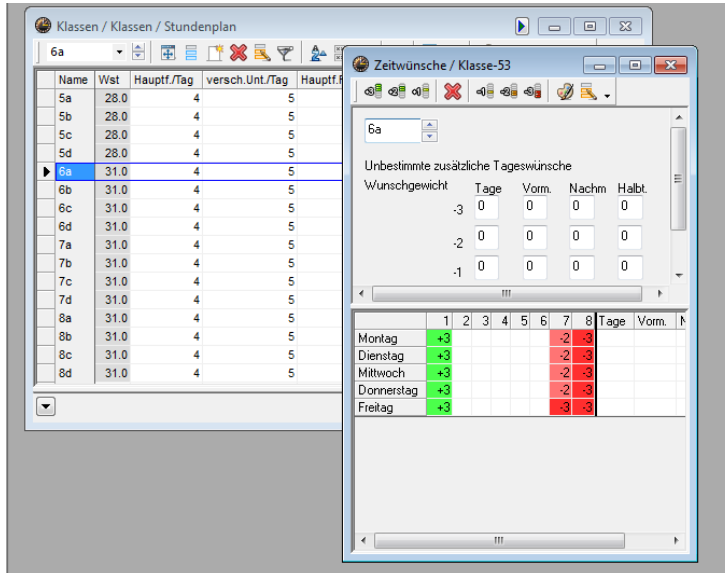 Klassen / Klassen / Stundenplan
6a
Name Wst Hauptf./Tag versch.Unt./Tag Hauptf.
5a 28.0 4 5
5b 28.0 4 5
5c 28.0 4 5
5d 28.0 4 5
6a 31.0 4 5
6b 31.0 4 5
6c 31.0 4 5
6d 31.0 4 5
7a 31.0 4 5
7b 31.0 4 5
7c 31.0 4 5
7d 31.0 4 5
8a 31.0 4 5
8b 31.0 4 5
8c 31.0 4 5
8d 31.0 4 5
Zeitwünsche / Klasse-53
6a
Unbestimmte zusätzliche Tageswünsche
Wunschgewicht Tage Vorm. Nachm Halbt.
-3 0 0 0 0
-2 0 0 0 0
-1 0 0 0 0
1 2 3 4 5 6 7 8 Tage Vorm.
Montag +3 -2 -3
Dienstag +3 -2 -3
Mittwoch +3 -2 -3
Donnerstag +3 -2 -3
Freitag +3 -3 -3